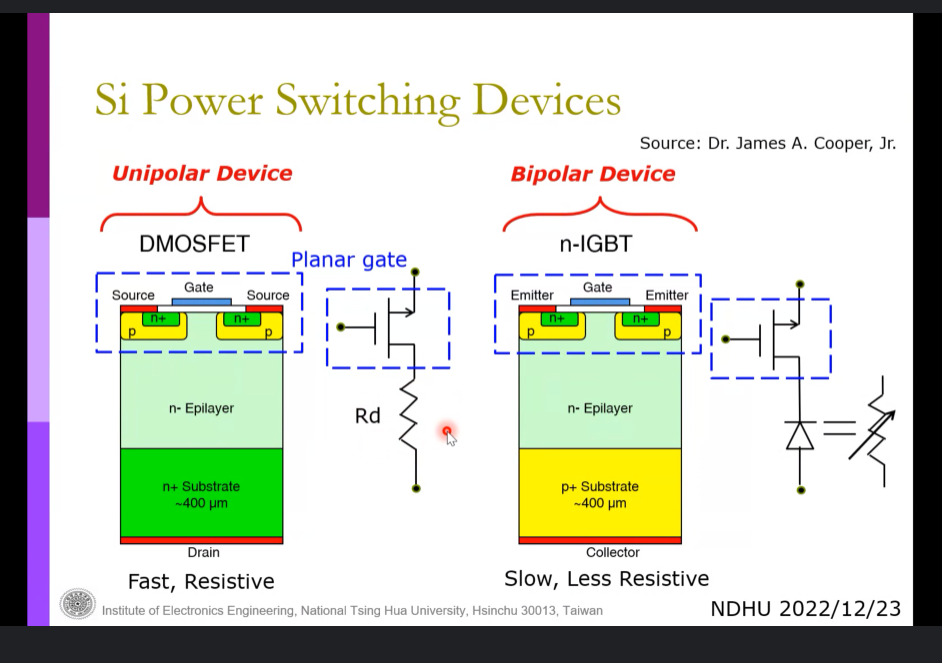 Si Power Switching Devices
Source: Dr. James A. Cooper, Jr.
Unipolar Device
DMOSFET
Planar gate
Source
Gate
Source
n+
n+
p
p
n- Epilayer
n+ Substrate
~400 µm
Drain
Rd
Fast, Resistive
Bipolar Device
n-IGBT
Emitter
Gate
Emitter
n+
n+
p
p
n- Epilayer
p+ Substrate
~400 µm
Collector
Slow, Less Resistive
Institute of Electronics Engineering, National Tsing Hua University, Hsinchu 30013, Taiwan
NDHU 2022/12/23